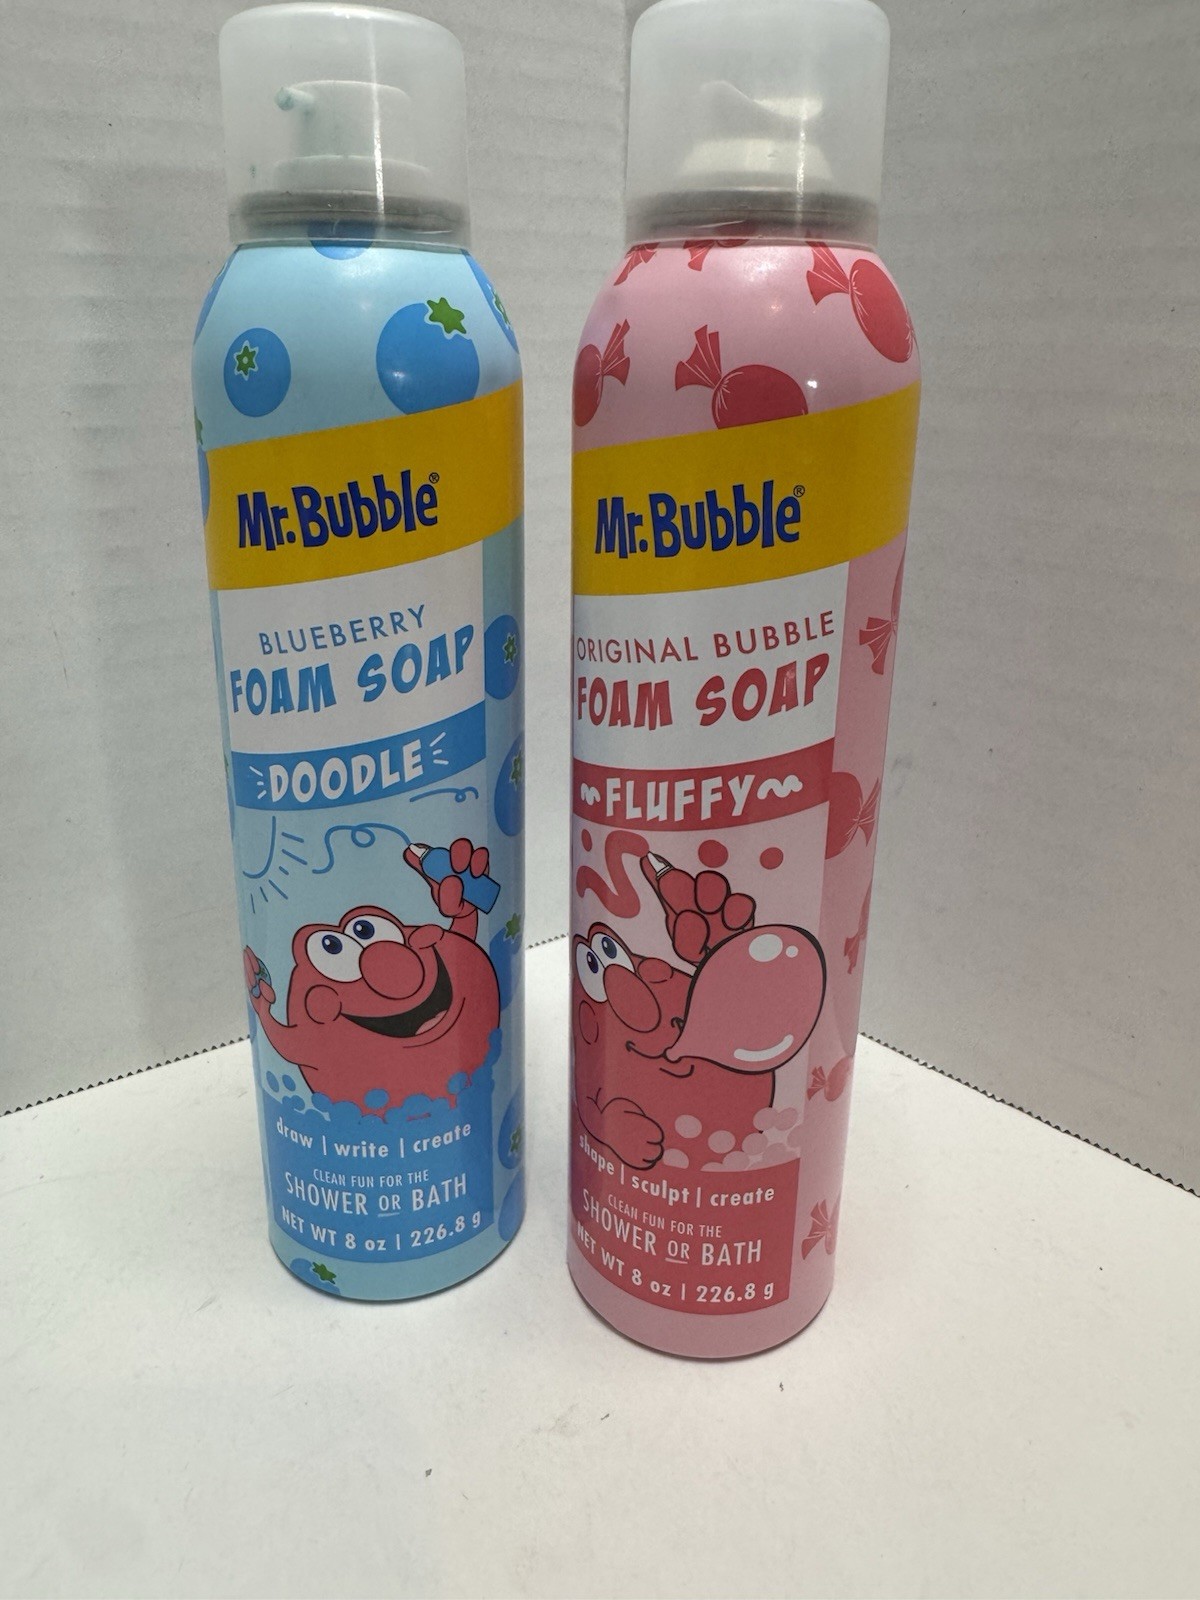 Mr. Bubble®
BLUEBERRY
FOAM SOAP
DOODLE
draw | write | create
CLEAN FUN FOR THE
SHOWER OR BATH
NET WT 8 oz | 226.8 g
Mr. Bubble®
ORIGINAL BUBBLE
FOAM SOAP
~FLUFFY~
shape | sculpt | create
CLEAN FUN FOR THE
SHOWER OR BATH
NET WT 8 oz | 226.8 g